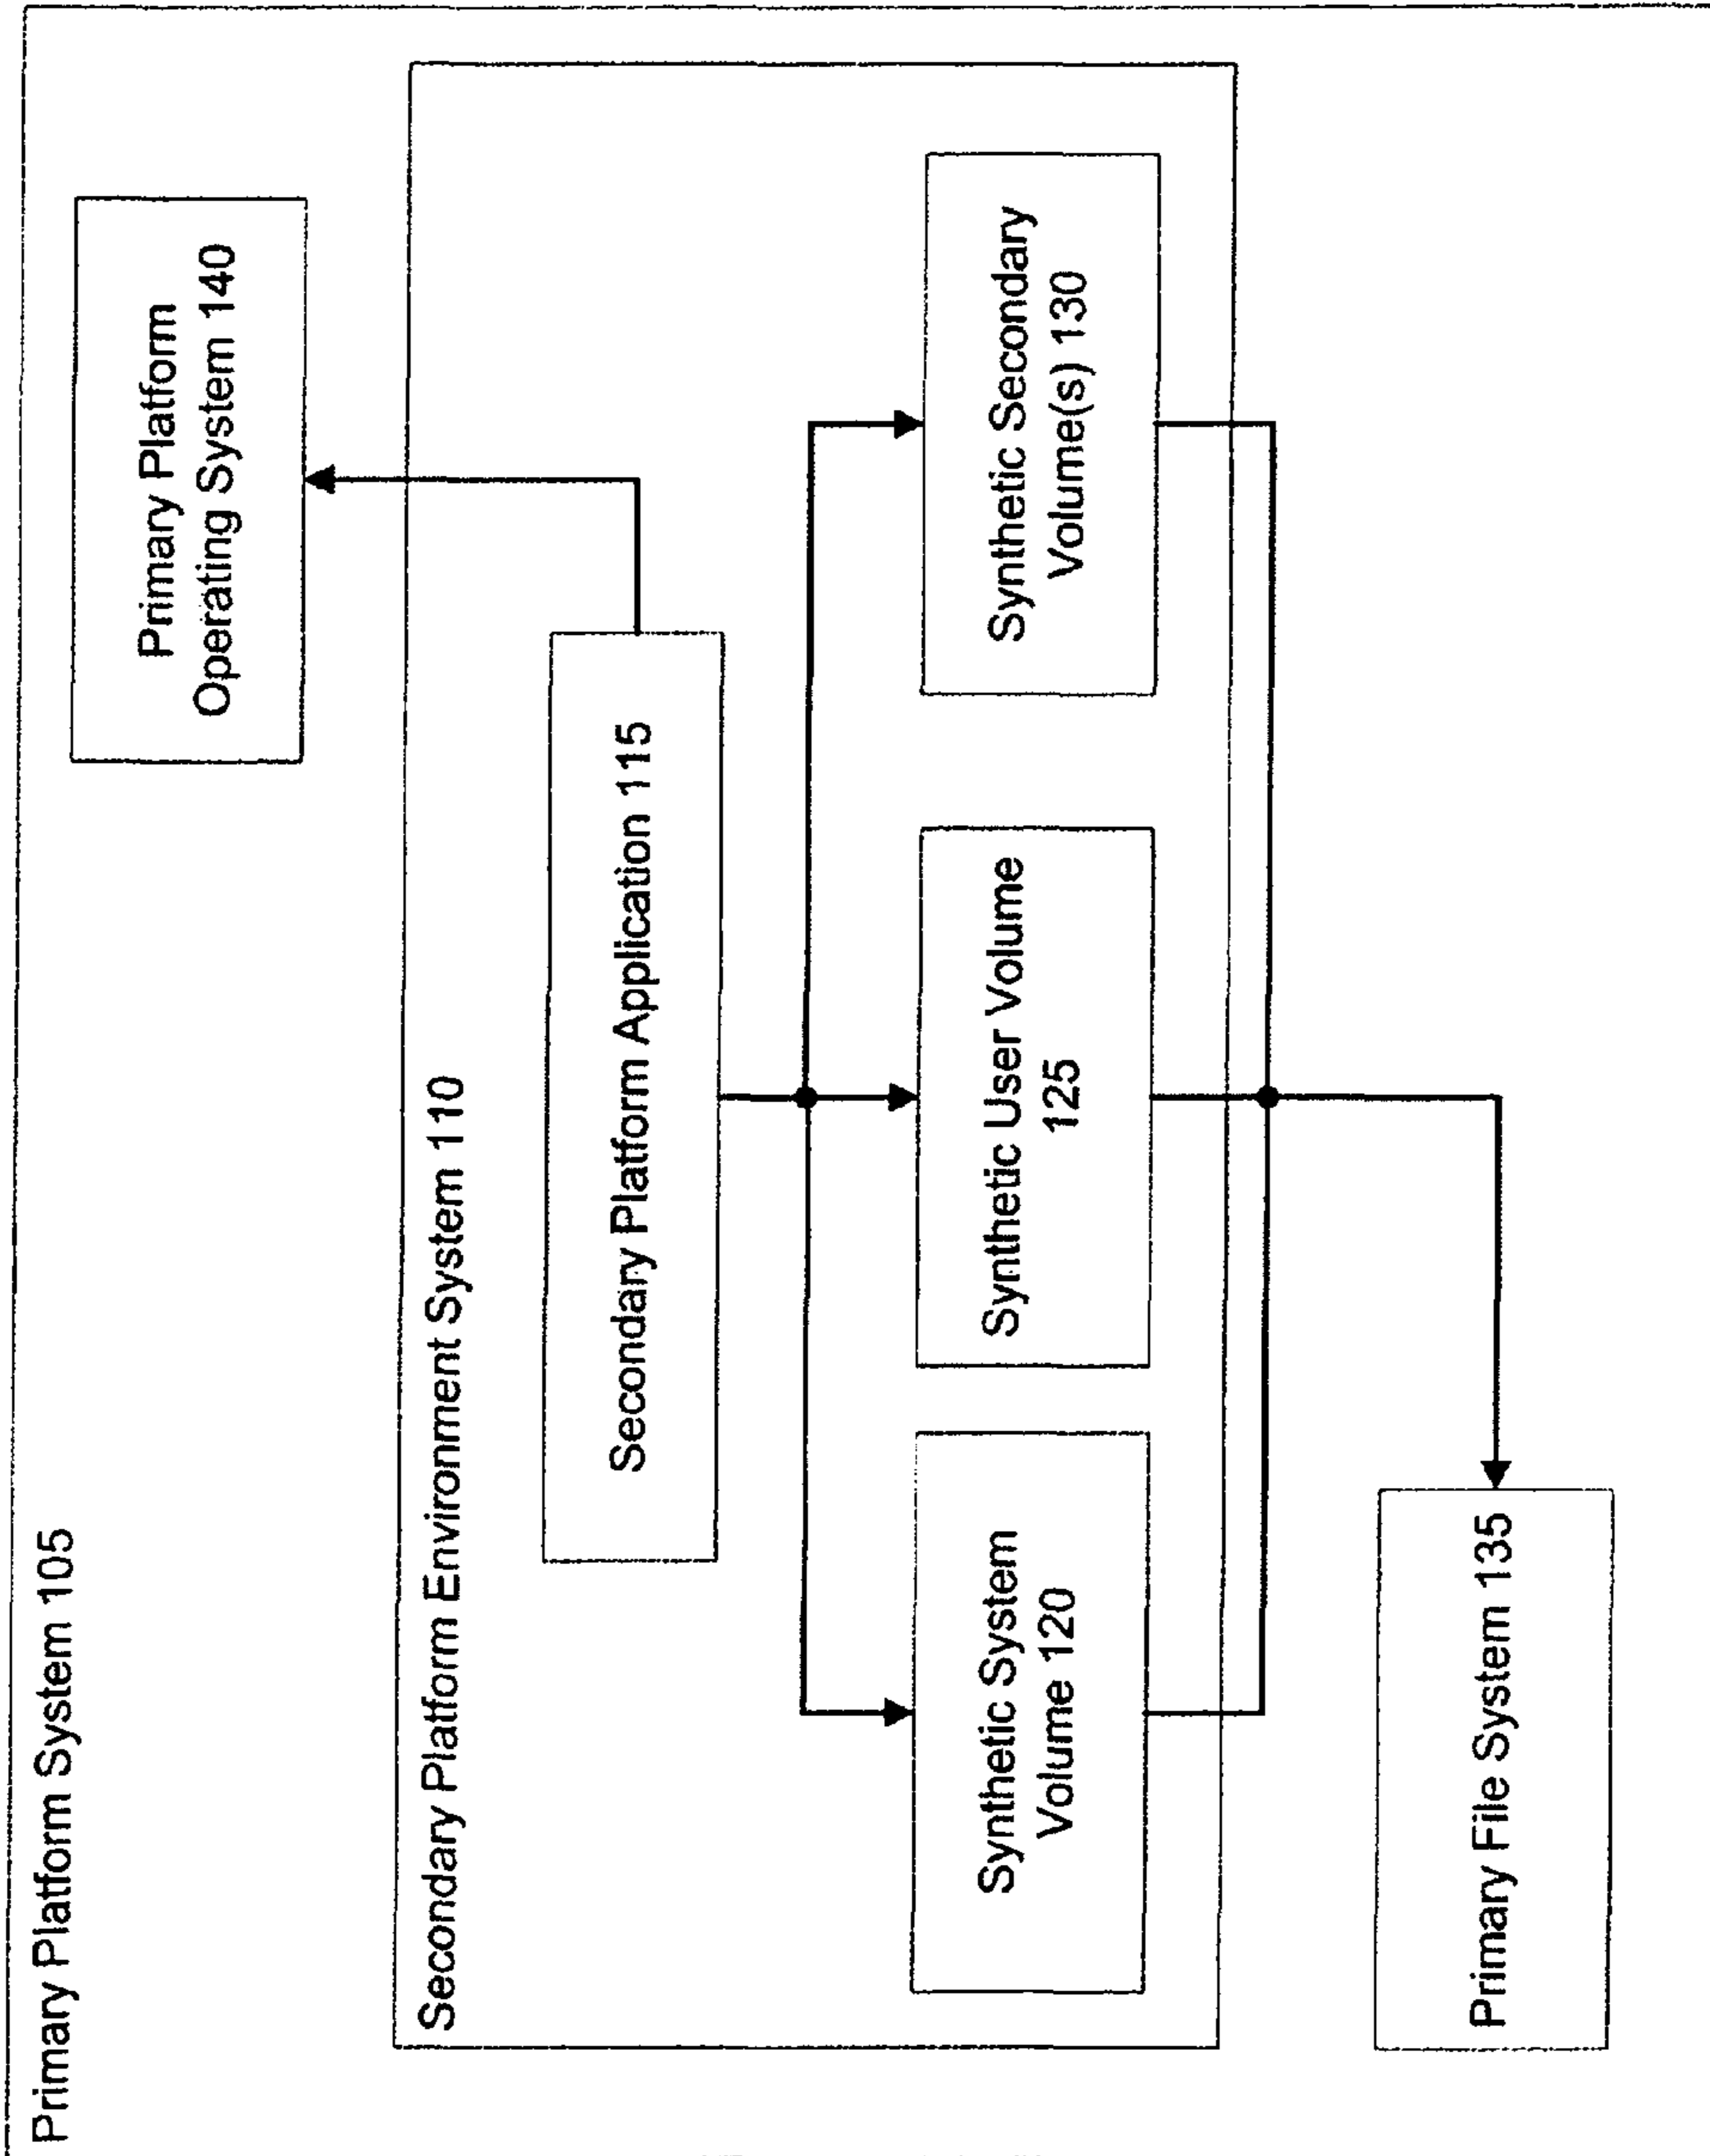 Primary Platform System 105
Primary Platform
Operating System 140
Secondary Platform Environment System 110
Secondary Platform Application 115
Synthetic System
Volume 120
Synthetic User Volume
125
Synthetic Secondary
Volume(s) 130
Primary File System 135